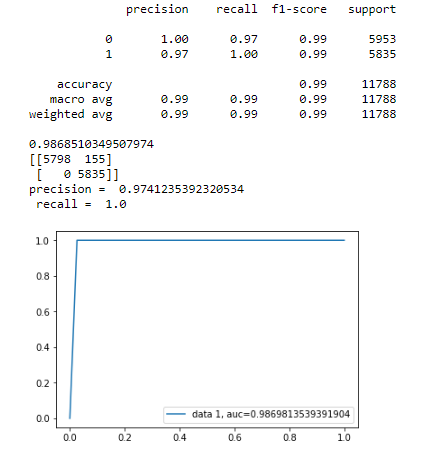 precision recall f1-score support
0 1.00 0.97 0.99 5953
1 0.97 1.00 0.99 5835
accuracy 0.99 11788
macro avg 0.99 0.99 0.99 11788
weighted avg 0.99 0.99 0.99 11788
0.9868510349507974
[[5798 155]
[ 0 5835]]
precision = 0.9741235392320534
recall = 1.0
1.0
0.8
0.6
0.4
0.2
0.0
data 1, auc=0.9869813539391904
0.0 0.2 0.4 0.6 0.8 1.0